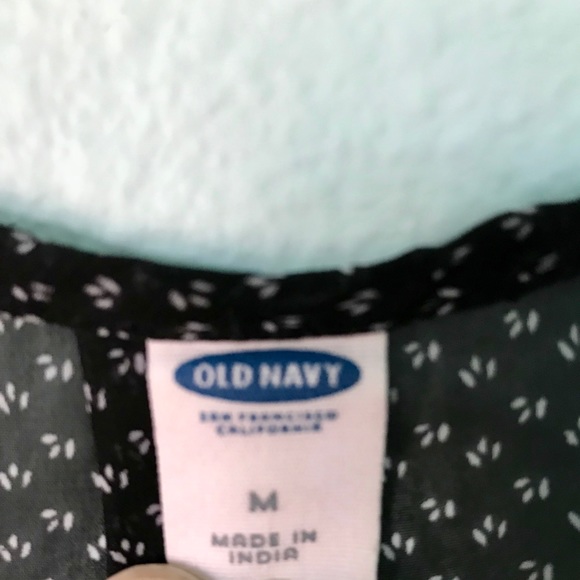 OLD NAVY
SAN FRANCISCO
CALIFORNIA
M
MADE IN
INDIA